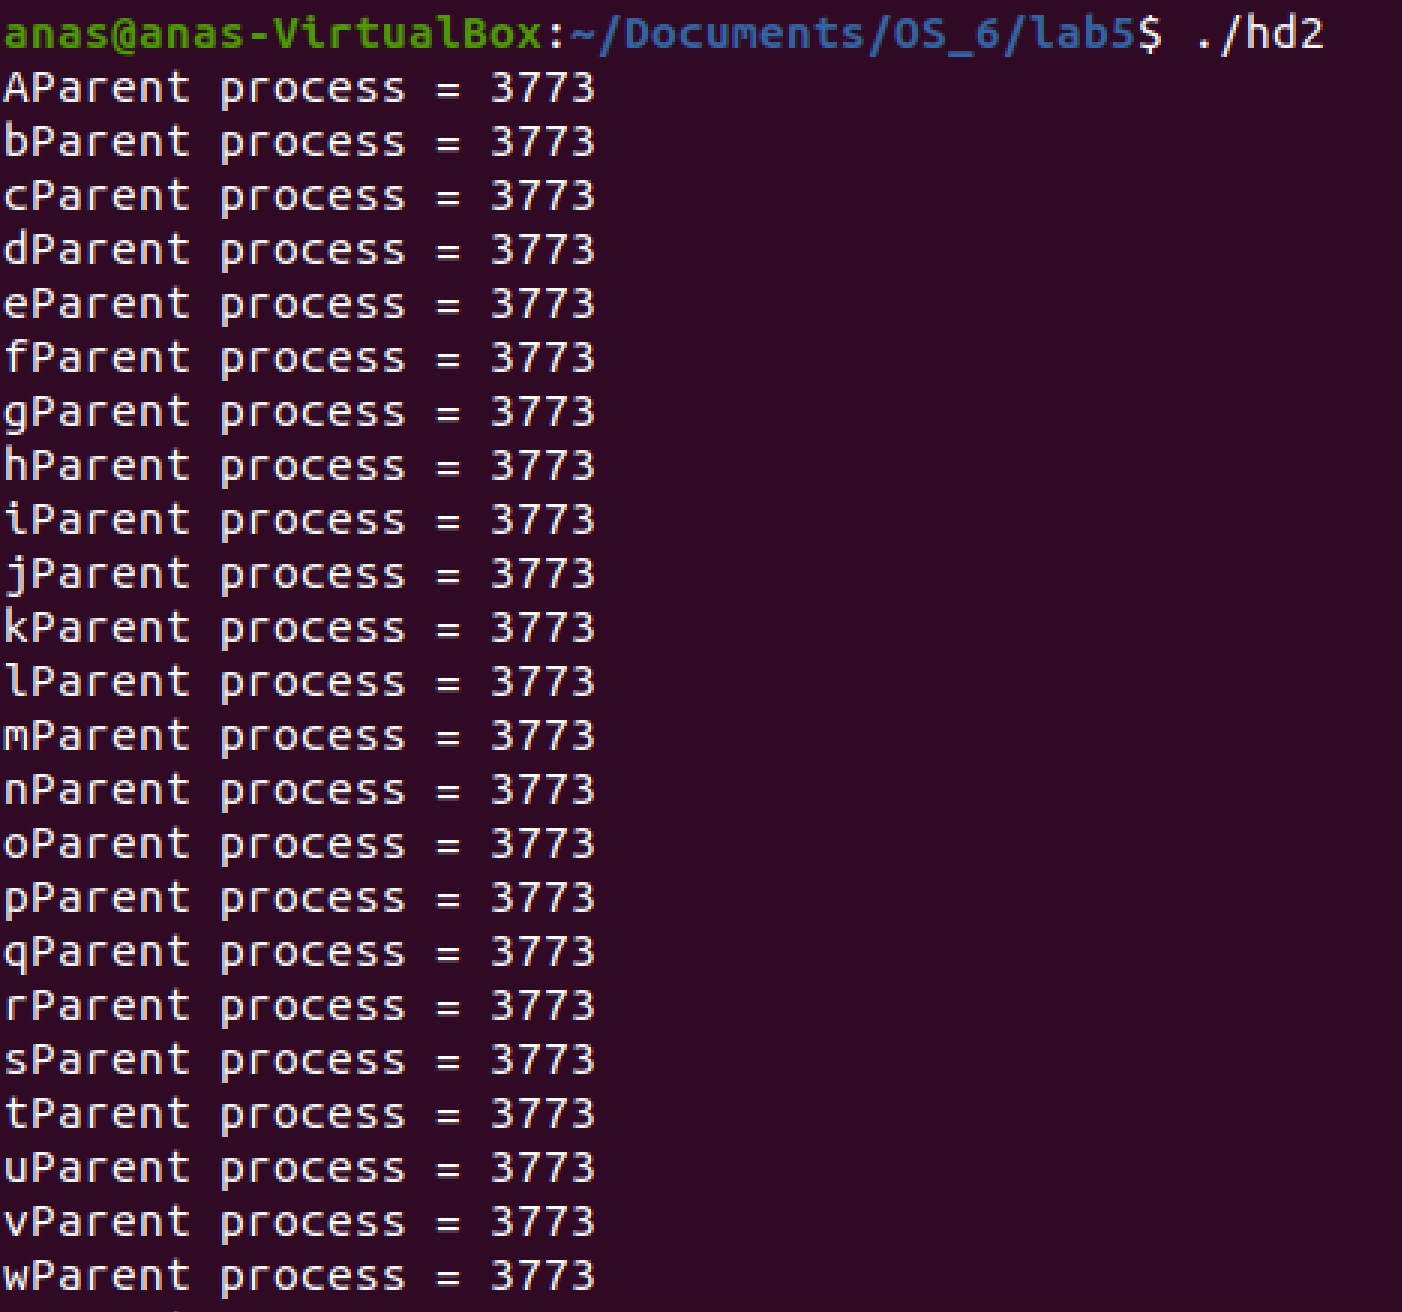 anas@anas-VirtualBox:~/Documents/OS_6/lab5$ ./hd2
AParent process = 3773
bParent process = 3773
cParent process = 3773
dParent process = 3773
eParent process = 3773
fParent process = 3773
gParent process = 3773
hParent process = 3773
iParent process = 3773
jParent process = 3773
kParent process = 3773
lParent process = 3773
mParent process = 3773
nParent process = 3773
oParent process = 3773
pParent process = 3773
qParent process = 3773
rParent process = 3773
sParent process = 3773
tParent process = 3773
uParent process = 3773
vParent process = 3773
wParent process = 3773